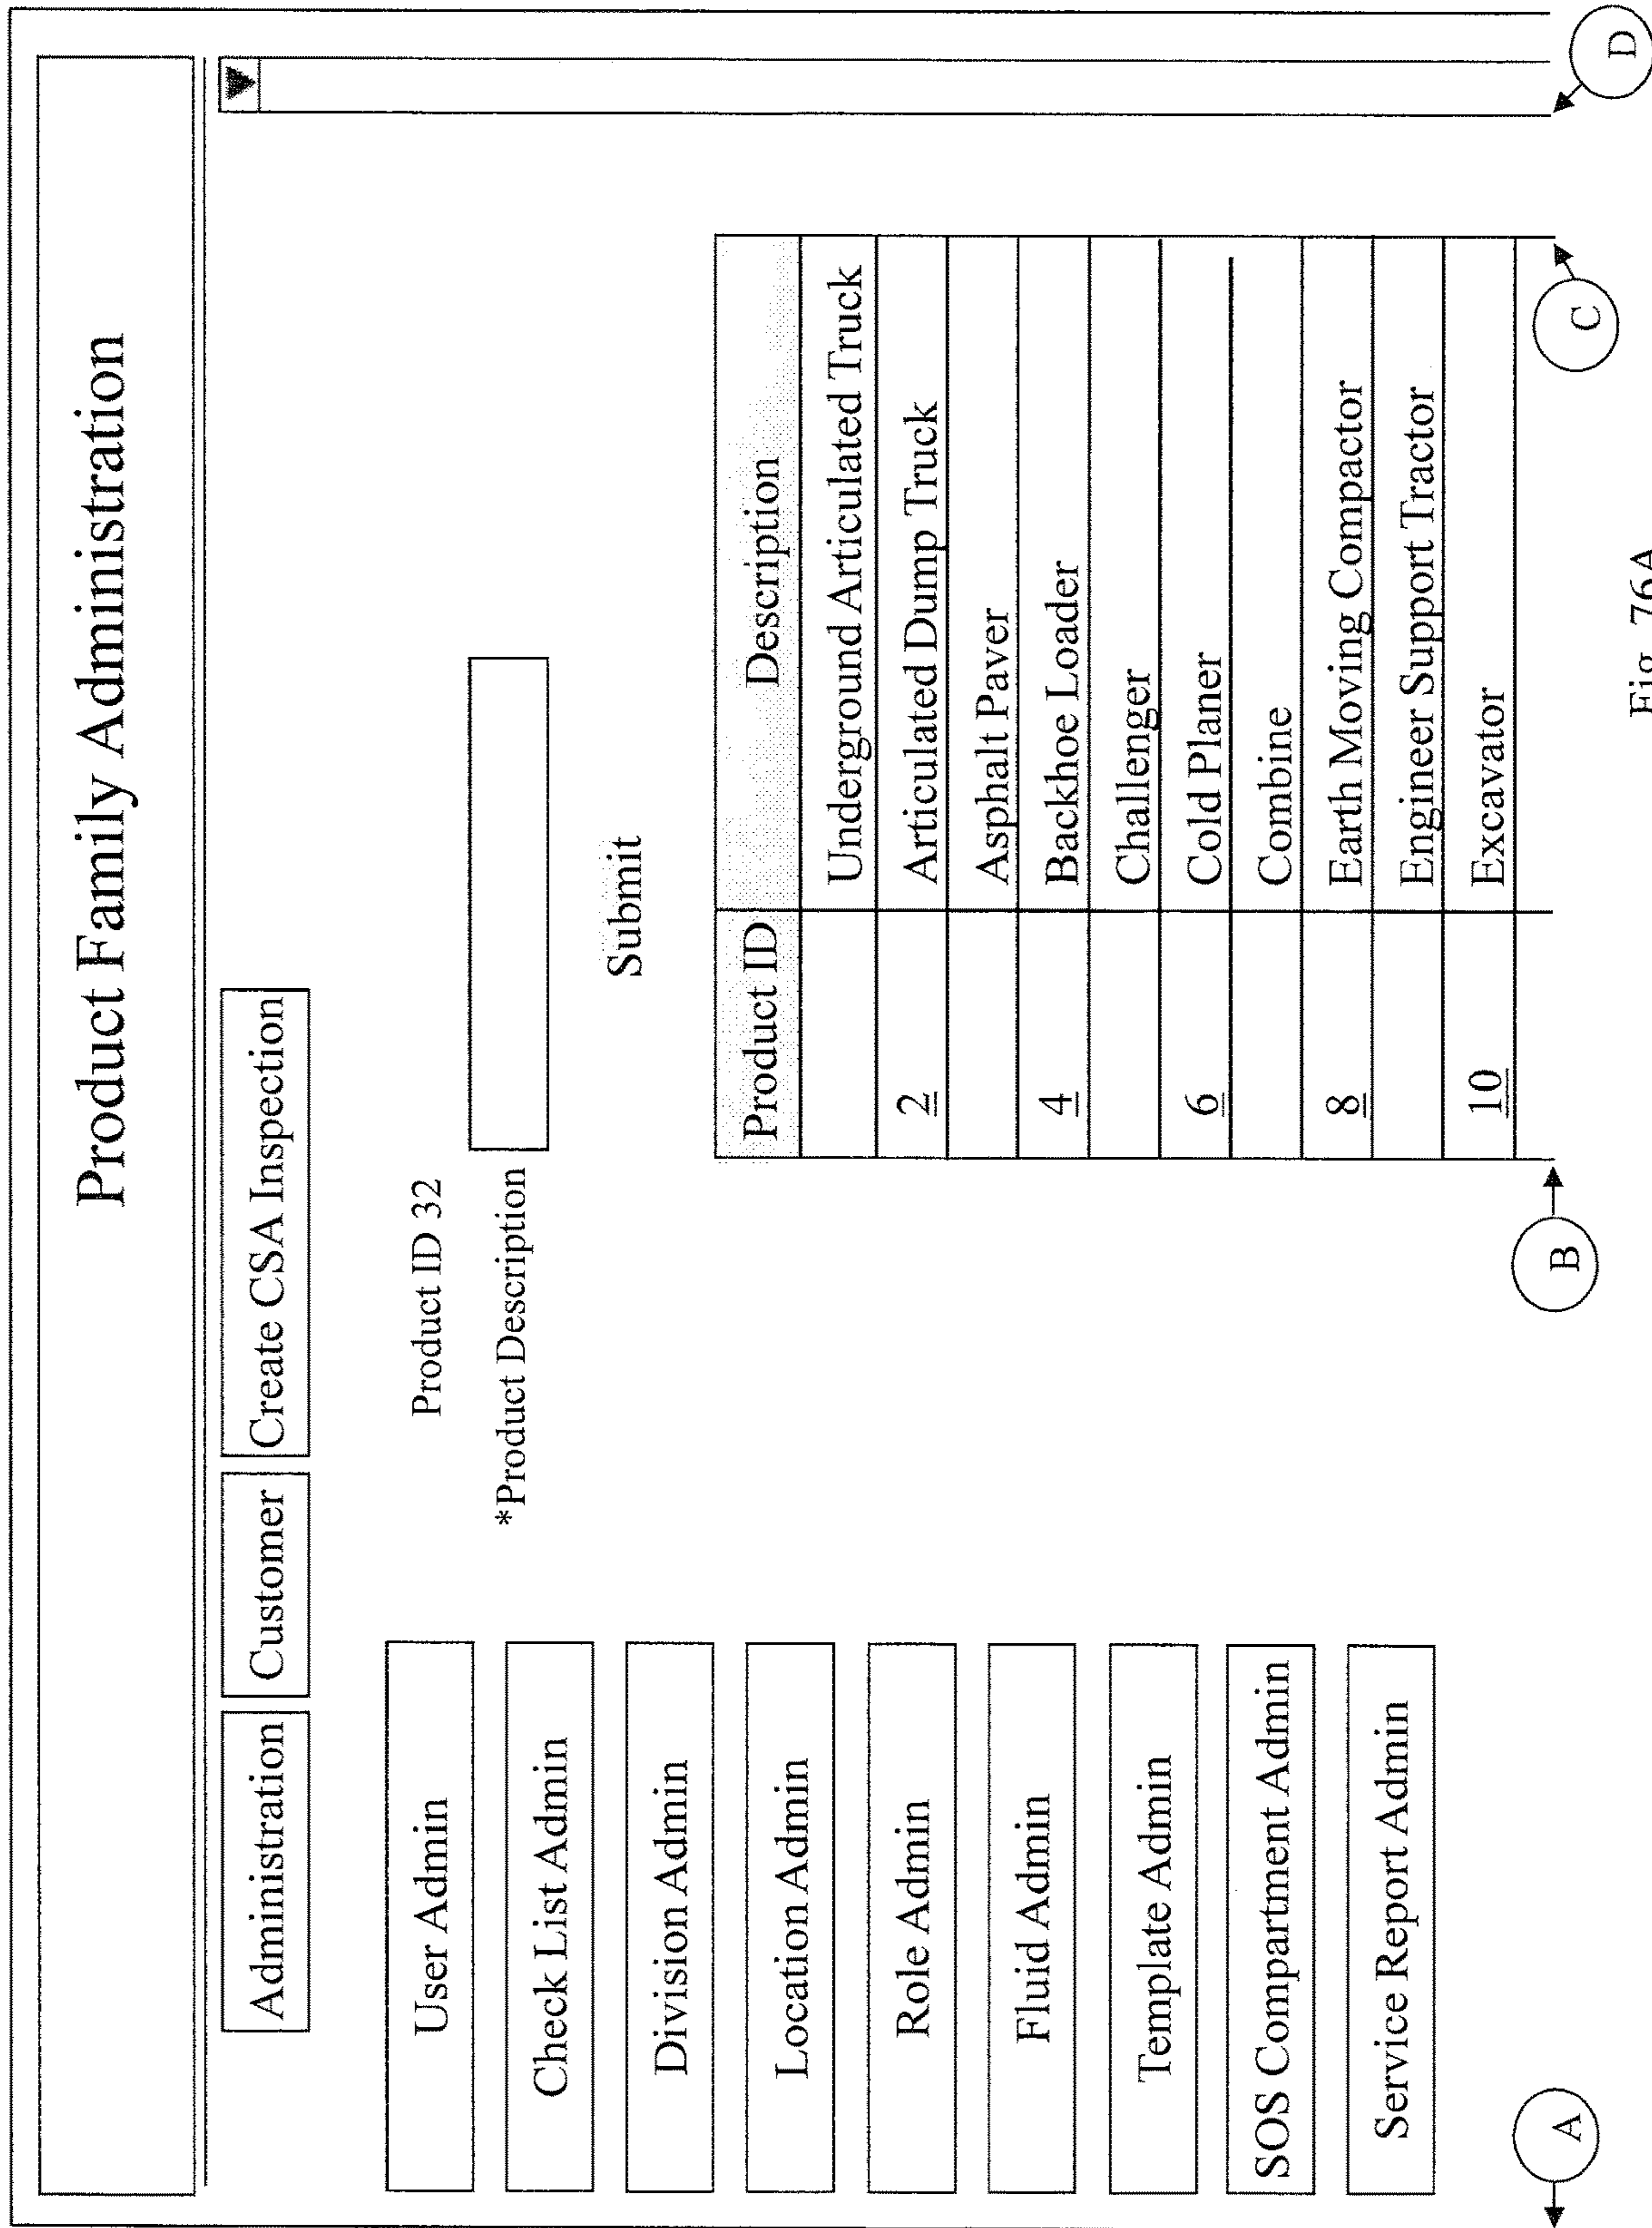 Product Family Administration
Administration Customer Create CSA Inspection
User Admin
Check List Admin
Division Admin
Location Admin
Role Admin
Fluid Admin
Template Admin
SOS Compartment Admin
Service Report Admin
Product ID 32
*Product Description
Submit
Product ID Description
Underground Articulated Truck
2 Articulated Dump Truck
Asphalt Paver
4 Backhoe Loader
Challenger
6 Cold Planer
Combine
8 Earth Moving Compactor
Engineer Support Tractor
10 Excavator
A
B
C
D
Fig. 76A